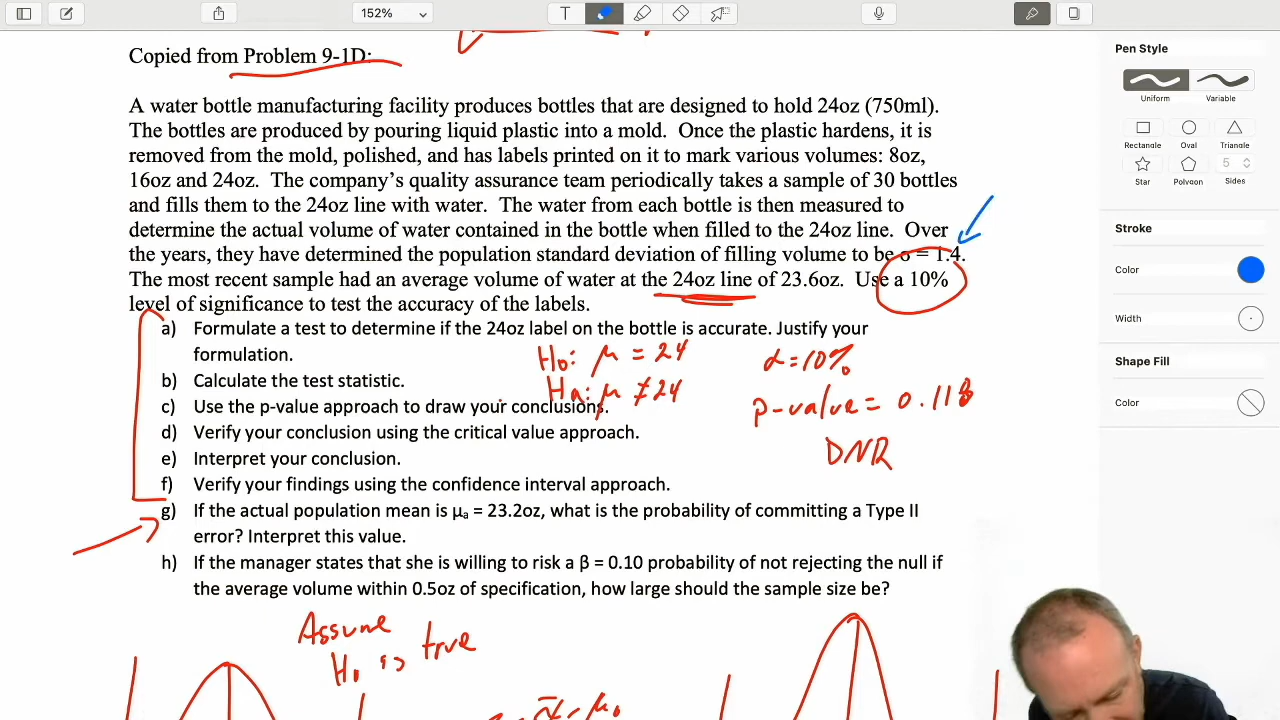 152%
T
Copied from Problem 9-1D:
A water bottle manufacturing facility produces bottles that are designed to hold 24oz (750ml).
The bottles are produced by pouring liquid plastic into a mold. Once the plastic hardens, it is
removed from the mold, polished, and has labels printed on it to mark various volumes: 8oz,
16oz and 24oz. The company's quality assurance team periodically takes a sample of 30 bottles
and fills them to the 24oz line with water. The water from each bottle is then measured to
determine the actual volume of water contained in the bottle when filled to the 24oz line. Over
the years, they have determined the population standard deviation of filling volume to be σ = 1.4.
The most recent sample had an average volume of water at the 24oz line of 23.6oz. Use a 10%
level of significance to test the accuracy of the labels.
a) Formulate a test to determine if the 24oz label on the bottle is accurate. Justify your
formulation.
H0: μ = 24
α = 10%
b) Calculate the test statistic.
Ha: μ ≠ 24
c) Use the p-value approach to draw your conclusions.
p-value = 0.118
d) Verify your conclusion using the critical value approach.
DNR
e) Interpret your conclusion.
f) Verify your findings using the confidence interval approach.
g) If the actual population mean is μa = 23.2oz, what is the probability of committing a Type II
error? Interpret this value.
h) If the manager states that she is willing to risk a β = 0.10 probability of not rejecting the null if
the average volume within 0.5oz of specification, how large should the sample size be?
Assume
H0 is true
x̄ - μ0
Pen Style
Uniform Variable
Rectangle Oval Triangle
5
Star Polygon Sides
Stroke
Color
Width
Shape Fill
Color